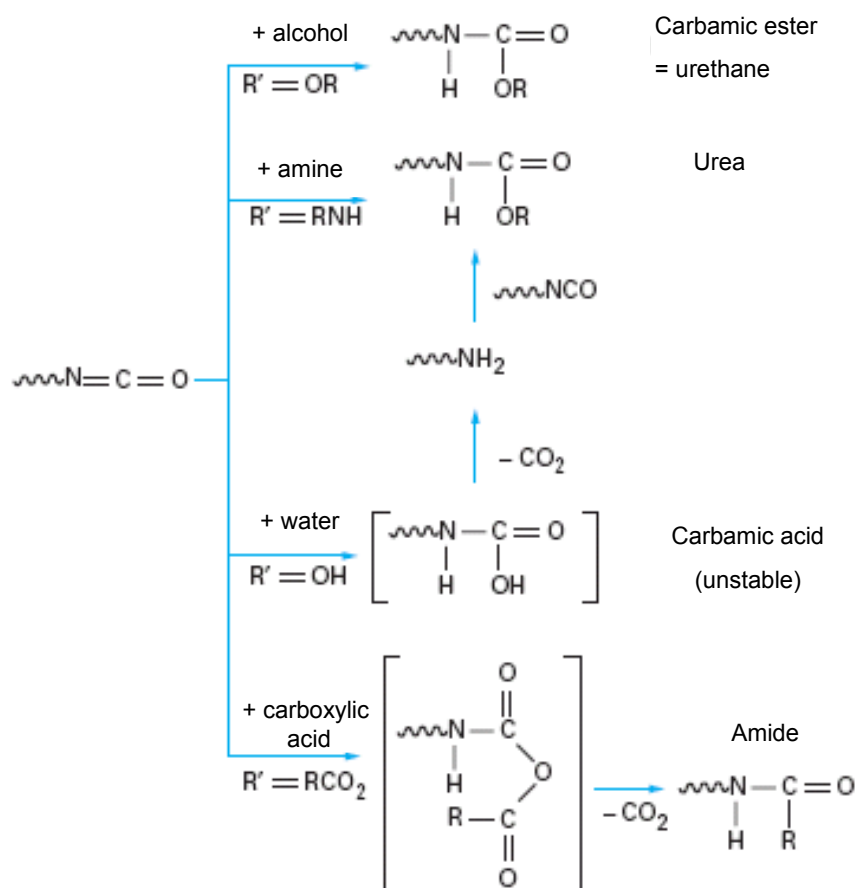 + alcohol
R′ = OR
N — C = O
H OR
Carbamic ester
= urethane
+ amine
R′ = RNH
N — C = O
H OR
Urea
NCO
NH2
N = C = O
– CO2
+ water
R′ = OH
N — C = O
H OH
Carbamic acid
(unstable)
O
+ carboxylic
acid
R′ = RCO2
N — C
H O
R — C
O
– CO2
Amide
N — C = O
H R